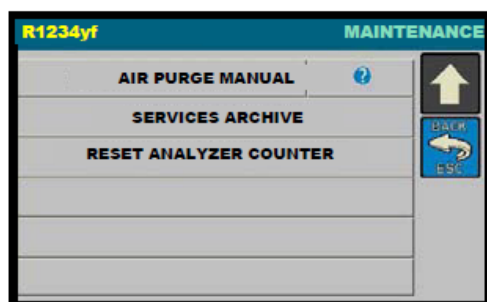 R1234yf MAINTENANCE
AIR PURGE MANUAL ?
SERVICES ARCHIVE
BACK
RESET ANALYZER COUNTER
ESC